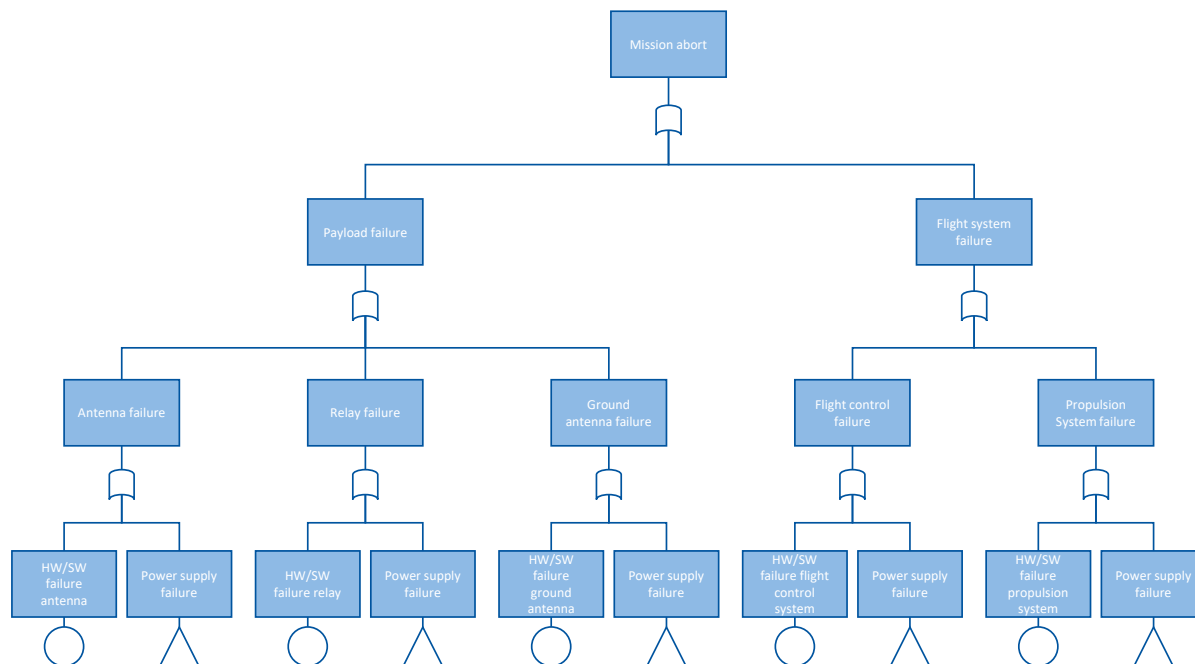 Mission abort
Payload failure
Flight system
failure
Antenna failure
Relay failure
Ground
antenna failure
Flight control
failure
Propulsion
System failure
HW/SW
failure
antenna
Power supply
failure
HW/SW
failure relay
Power supply
failure
HW/SW
failure
ground
antenna
Power supply
failure
HW/SW
failure flight
control
system
Power supply
failure
HW/SW
failure
propulsion
system
Power supply
failure